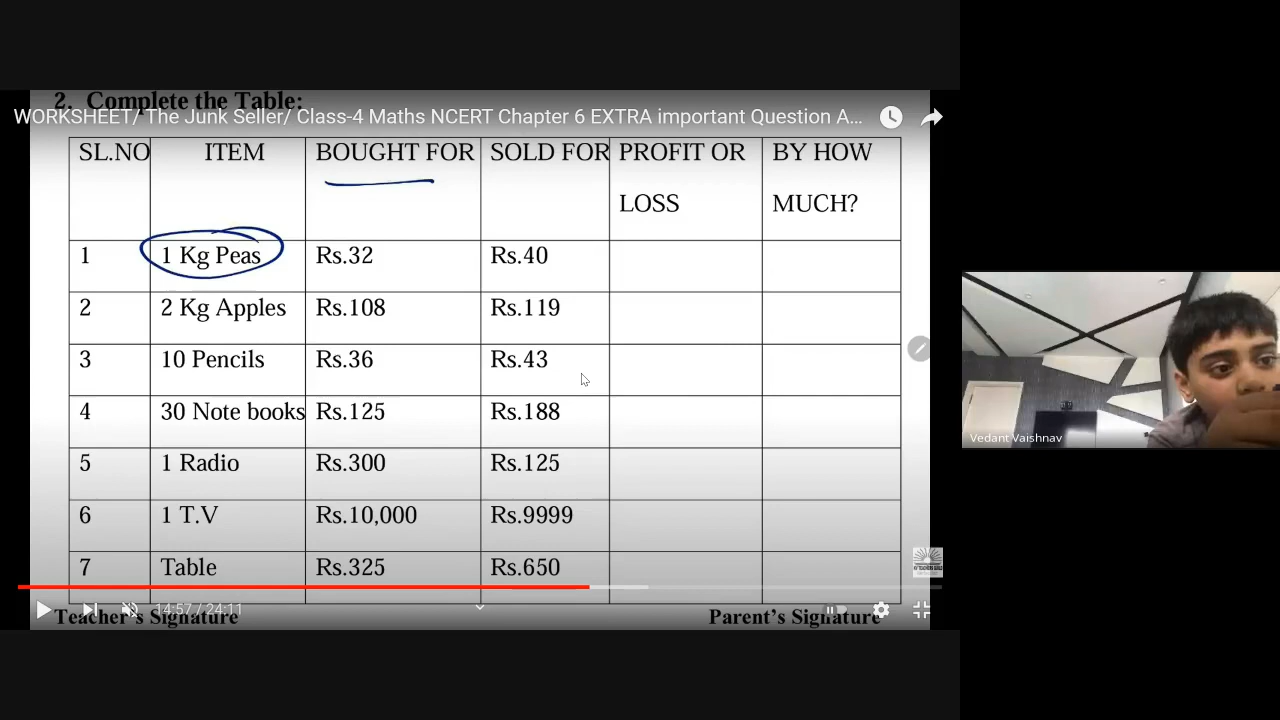 2. Complete the Table:
WORKSHEET/ The Junk Seller/ Class-4 Maths NCERT Chapter 6 EXTRA important Question A...
SL.NO ITEM BOUGHT FOR SOLD FOR PROFIT OR LOSS BY HOW MUCH?
1 1 Kg Peas Rs.32 Rs.40
2 2 Kg Apples Rs.108 Rs.119
3 10 Pencils Rs.36 Rs.43
4 30 Note books Rs.125 Rs.188
5 1 Radio Rs.300 Rs.125
6 1 T.V Rs.10,000 Rs.9999
7 Table Rs.325 Rs.650
14:57 / 24:11
Teacher's Signature Parent's Signature
Vedant Vaishnav